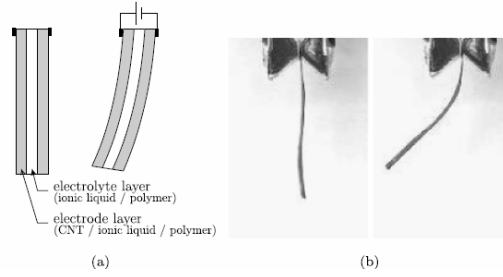 electrolyte layer
(ionic liquid / polymer)
electrode layer
(CNT / ionic liquid / polymer)
(a)
(b)